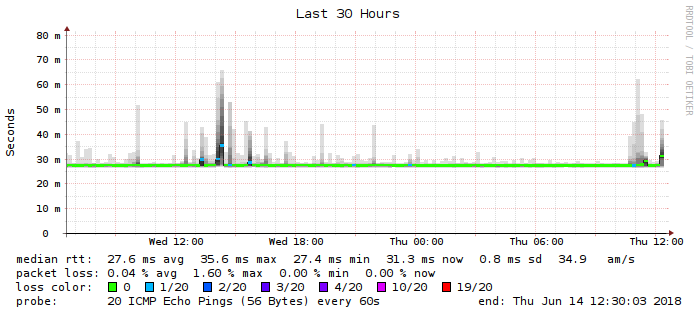 Last 30 Hours
RRDTOOL / TOBI OETIKER
Seconds
80 m
70 m
60 m
50 m
40 m
30 m
20 m
10 m
0
Wed 12:00 Wed 18:00 Thu 00:00 Thu 06:00 Thu 12:00
median rtt: 27.6 ms avg 35.6 ms max 27.4 ms min 31.3 ms now 0.8 ms sd 34.9 am/s
packet loss: 0.04 % avg 1.60 % max 0.00 % min 0.00 % now
loss color: 0 1/20 2/20 3/20 4/20 10/20 19/20
probe: 20 ICMP Echo Pings (56 Bytes) every 60s end: Thu Jun 14 12:30:03 2018